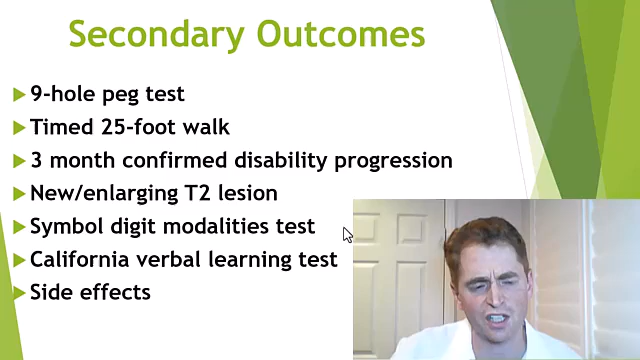 Secondary Outcomes
9-hole peg test
Timed 25-foot walk
3 month confirmed disability progression
New/enlarging T2 lesion
Symbol digit modalities test
California verbal learning test
Side effects